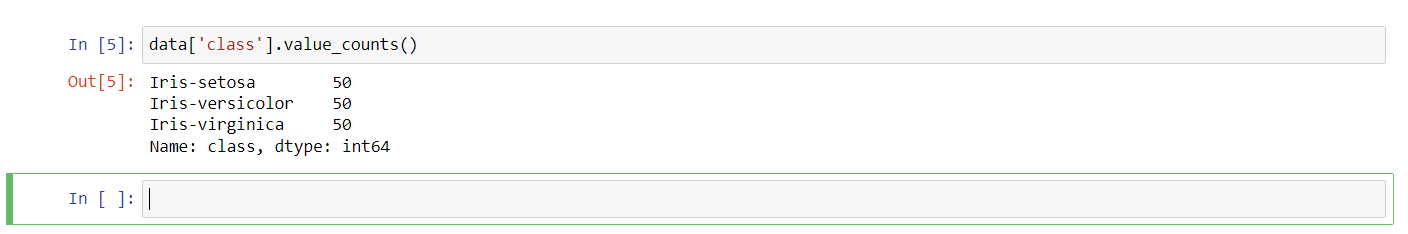 In [5]: data['class'].value_counts()
Out[5]: Iris-setosa        50
Iris-versicolor    50
Iris-virginica     50
Name: class, dtype: int64
In [ ]: